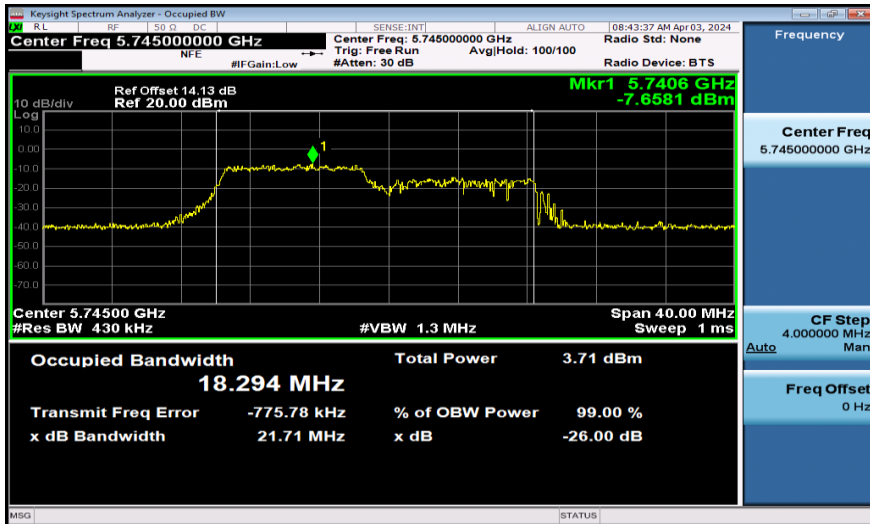 Keysight Spectrum Analyzer - Occupied BW
LXI RL RF 50 Ω DC SENSE:INT ALIGN AUTO 08:43:37 AM Apr 03, 2024
Center Freq 5.745000000 GHz
NFE
#IFGain:Low
Center Freq: 5.745000000 GHz
Trig: Free Run Avg|Hold: 100/100
#Atten: 30 dB
Radio Std: None
Radio Device: BTS
Frequency
Ref Offset 14.13 dB
10 dB/div Ref 20.00 dBm
Mkr1 5.7406 GHz
-7.6581 dBm
Log
10.0
0.00
-10.0
-20.0
-30.0
-40.0
-50.0
-60.0
-70.0
1
Center 5.74500 GHz Span 40.00 MHz
#Res BW 430 kHz #VBW 1.3 MHz Sweep 1 ms
Occupied Bandwidth Total Power 3.71 dBm
18.294 MHz
Transmit Freq Error -775.78 kHz % of OBW Power 99.00 %
x dB Bandwidth 21.71 MHz x dB -26.00 dB
Center Freq
5.745000000 GHz
CF Step
4.000000 MHz
Auto Man
Freq Offset
0 Hz
MSG STATUS